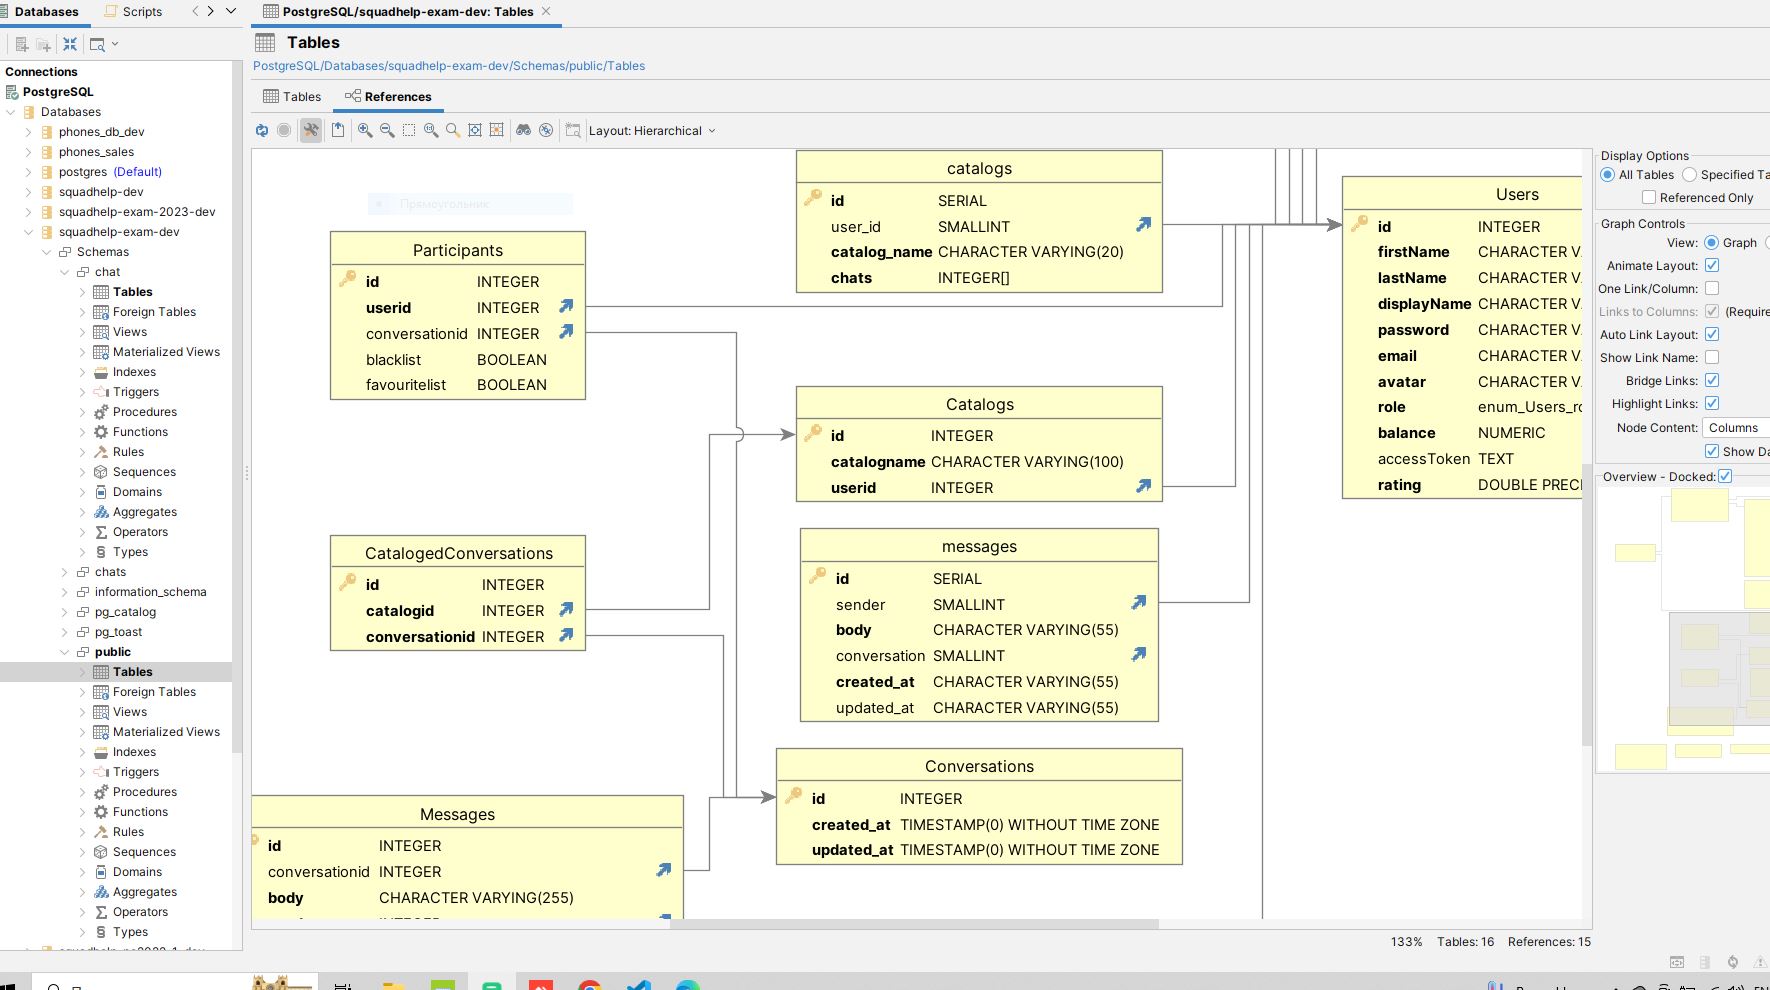 Databases
Scripts
PostgreSQL/squadhelp-exam-dev: Tables
Tables
PostgreSQL/Databases/squadhelp-exam-dev/Schemas/public/Tables
Tables
References
Layout: Hierarchical
Connections
PostgreSQL
Databases
phones_db_dev
phones_sales
postgres (Default)
squadhelp-dev
squadhelp-exam-2023-dev
squadhelp-exam-dev
Schemas
chat
Tables
Foreign Tables
Views
Materialized Views
Indexes
Triggers
Procedures
Functions
Rules
Sequences
Domains
Aggregates
Operators
Types
chats
information_schema
pg_catalog
pg_toast
public
Tables
Foreign Tables
Views
Materialized Views
Indexes
Triggers
Procedures
Functions
Rules
Sequences
Domains
Aggregates
Operators
Types
Прямоугольник
Participants
id INTEGER
userid INTEGER
conversationid INTEGER
blacklist BOOLEAN
favouritelist BOOLEAN
CatalogedConversations
id INTEGER
catalogid INTEGER
conversationid INTEGER
Messages
id INTEGER
conversationid INTEGER
body CHARACTER VARYING(255)
catalogs
id SERIAL
user_id SMALLINT
catalog_name CHARACTER VARYING(20)
chats INTEGER[]
Catalogs
id INTEGER
catalogname CHARACTER VARYING(100)
userid INTEGER
messages
id SERIAL
sender SMALLINT
body CHARACTER VARYING(55)
conversation SMALLINT
created_at CHARACTER VARYING(55)
updated_at CHARACTER VARYING(55)
Conversations
id INTEGER
created_at TIMESTAMP(0) WITHOUT TIME ZONE
updated_at TIMESTAMP(0) WITHOUT TIME ZONE
Users
id INTEGER
firstName CHARACTER V
lastName CHARACTER V
displayName CHARACTER V
password CHARACTER V
email CHARACTER V
avatar CHARACTER V
role enum_Users_ro
balance NUMERIC
accessToken TEXT
rating DOUBLE PRECI
Display Options
All Tables Specified Ta
Referenced Only
Graph Controls
View: Graph
Animate Layout:
One Link/Column:
Links to Columns: (Require
Auto Link Layout:
Show Link Name:
Bridge Links:
Highlight Links:
Node Content: Columns
Show Da
Overview - Docked:
133% Tables: 16 References: 15